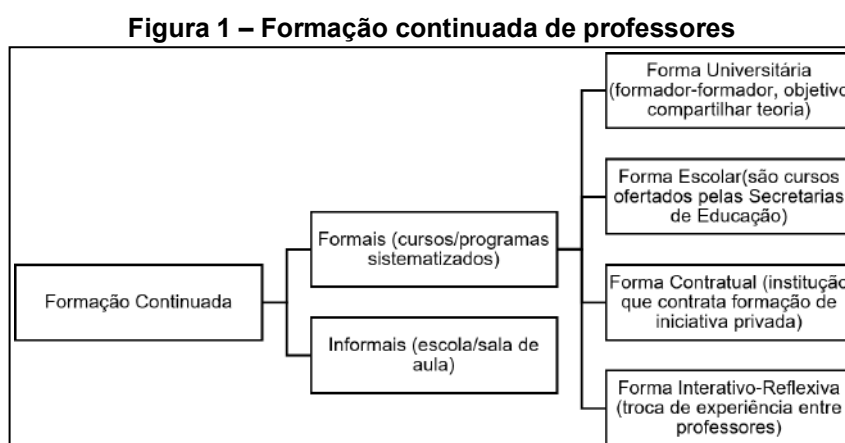 Figura 1 – Formação continuada de professores
Forma Universitária
(formador-formador, objetivo
compartilhar teoria)
Forma Escolar(são cursos
ofertados pelas Secretarias
de Educação)
Formais (cursos/programas
sistematizados)
Formação Continuada
Forma Contratual (institução
que contrata formação de
iniciativa privada)
Informais (escola/sala de
aula)
Forma Interativo-Reflexiva
(troca de experiência entre
professores)